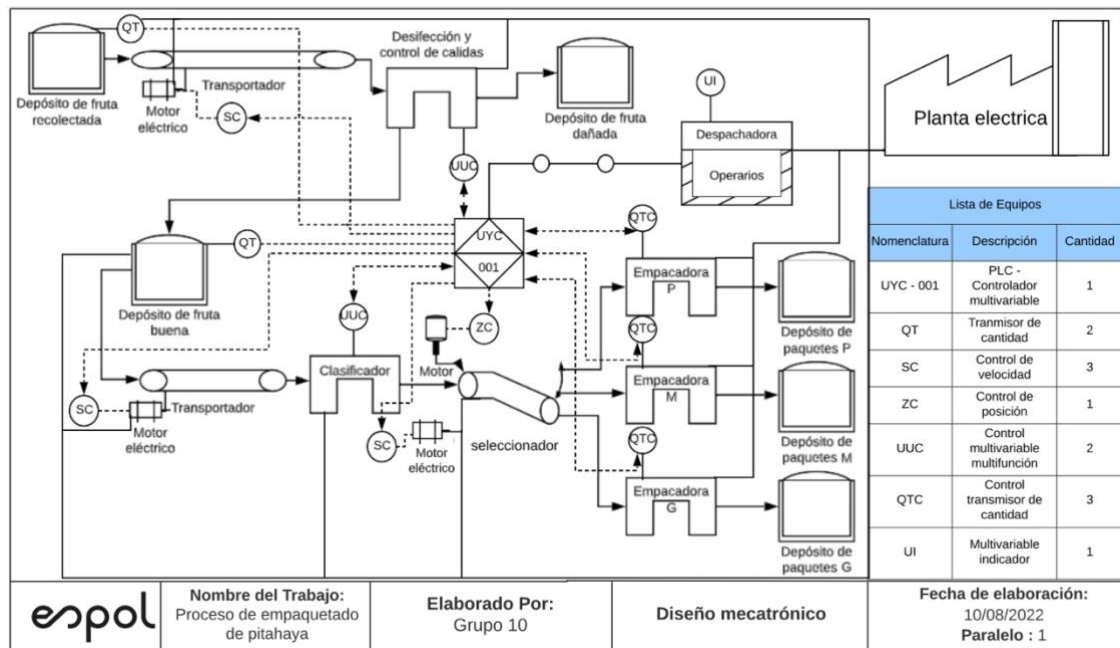 QT
Depósito de fruta
recolectada
Motor
eléctrico
Transportador
SC
Desifección y
control de calidas
UUC
Depósito de fruta
dañada
UI
Despachadora
Operarios
Planta electrica
UYC
001
QT
Depósito de fruta
buena
UUC
ZC
QTC
Empacadora
P
Depósito de
paquetes P
SC
Transportador
Motor
eléctrico
Clasificador
Motor
SC
Motor
eléctrico
seleccionador
QTC
Empacadora
M
Depósito de
paquetes M
QTC
Empacadora
G
Depósito de
paquetes G
Lista de Equipos
Nomenclatura Descripción Cantidad
UYC - 001 PLC -
Controlador
multivariable 1
QT Tranmisor de
cantidad 2
SC Control de
velocidad 3
ZC Control de
posición 1
UUC Control
multivariable
multifunción 2
QTC Control
transmisor de
cantidad 3
UI Multivariable
indicador 1
espol
Nombre del Trabajo:
Proceso de empaquetado
de pitahaya
Elaborado Por:
Grupo 10
Diseño mecatrónico
Fecha de elaboración:
10/08/2022
Paralelo : 1